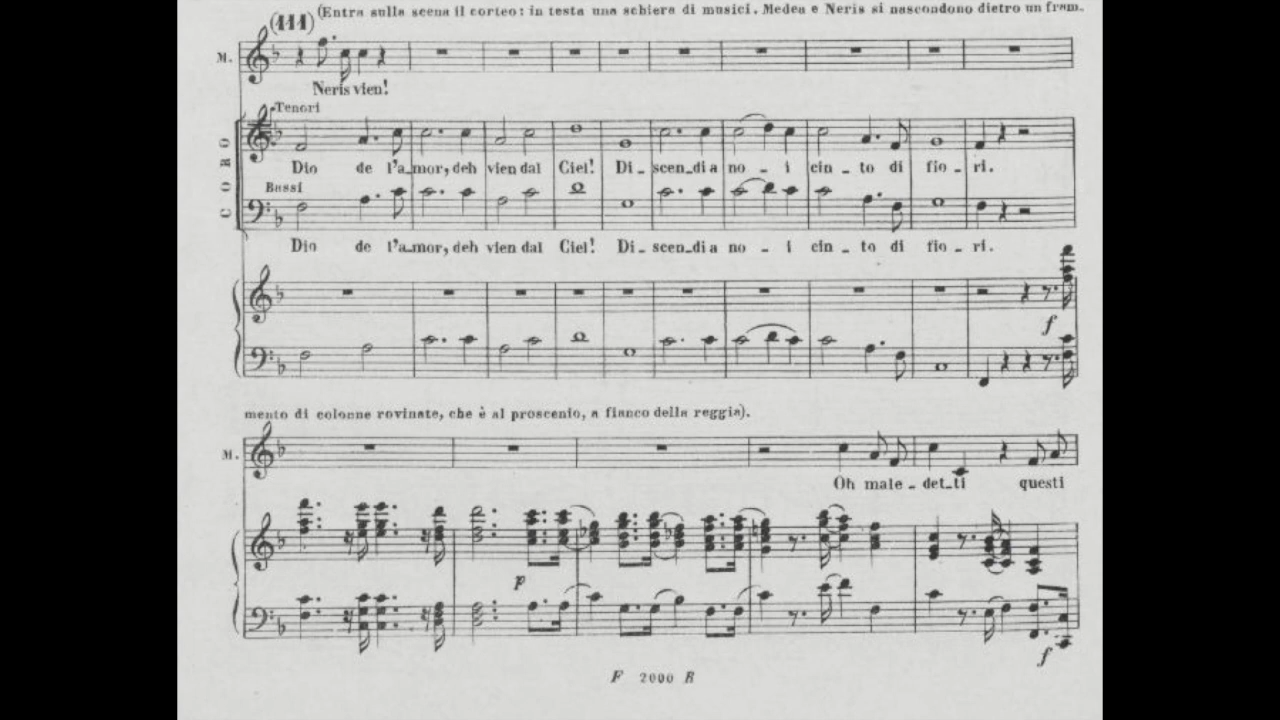 (111) (Entra sulla scena il corteo: in testa una schiera di musici. Medea e Neris si nascondono dietro un fram-
M.
Neris vien!
Tenori
CORO
Dio de l'a_mor, deh vien dal Ciel! Di_scen_di a no_i cin_to di fio_ri.
Bassi
Dio de l'a_mor, deh vien dal Ciel! Di_scen_di a no_i cin_to di fio_ri.
f
mento di colonne rovinate, che è al proscenio, a fianco della reggia).
M.
Oh male_det_ti questi
p
f
F 2000 R